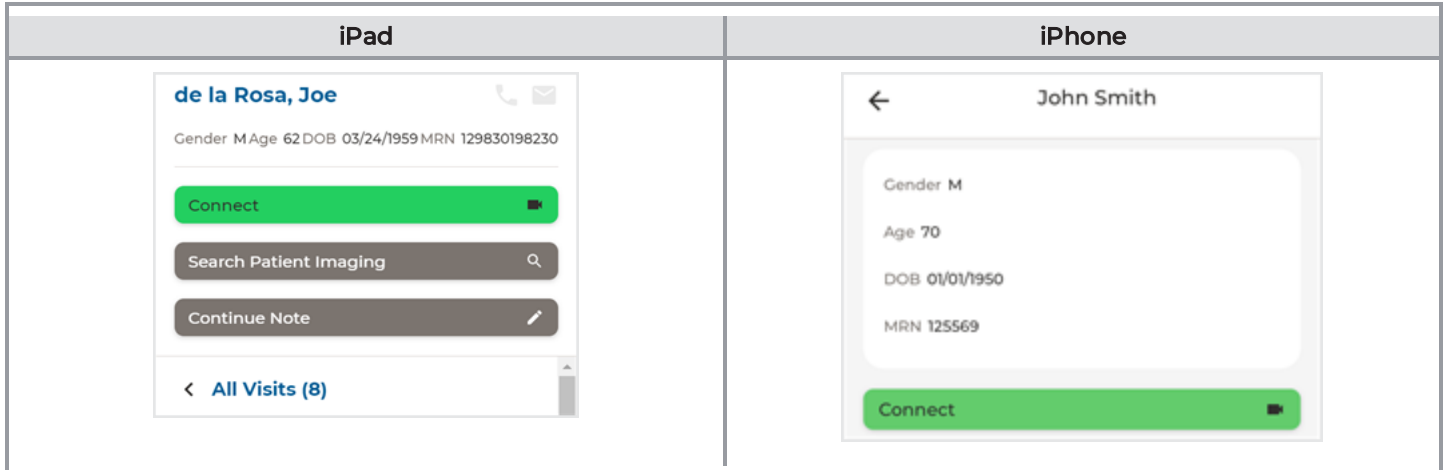 iPad
iPhone
de la Rosa, Joe
Gender M Age 62 DOB 03/24/1959 MRN 129830198230
Connect
Search Patient Imaging
Continue Note
All Visits (8)
John Smith
Gender M
Age 70
DOB 01/01/1950
MRN 125569
Connect